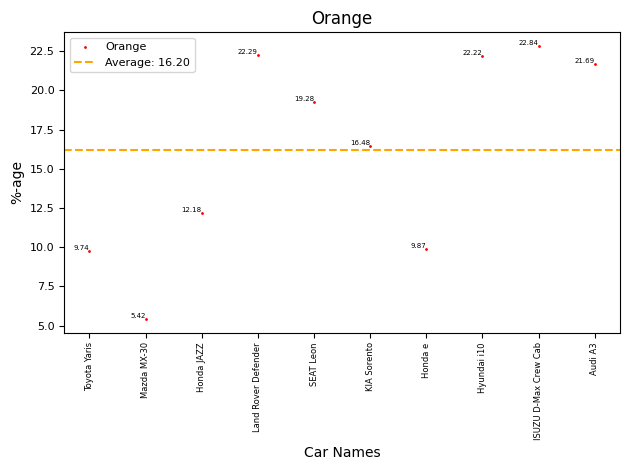 Orange
Orange
Average: 16.20
%-age
22.5
20.0
17.5
15.0
12.5
10.0
7.5
5.0
9.74
5.42
12.18
22.29
19.28
16.48
9.87
22.22
22.84
21.69
Toyota Yaris
Mazda MX-30
Honda JAZZ
Land Rover Defender
SEAT Leon
KIA Sorento
Honda e
Hyundai i10
ISUZU D-Max Crew Cab
Audi A3
Car Names